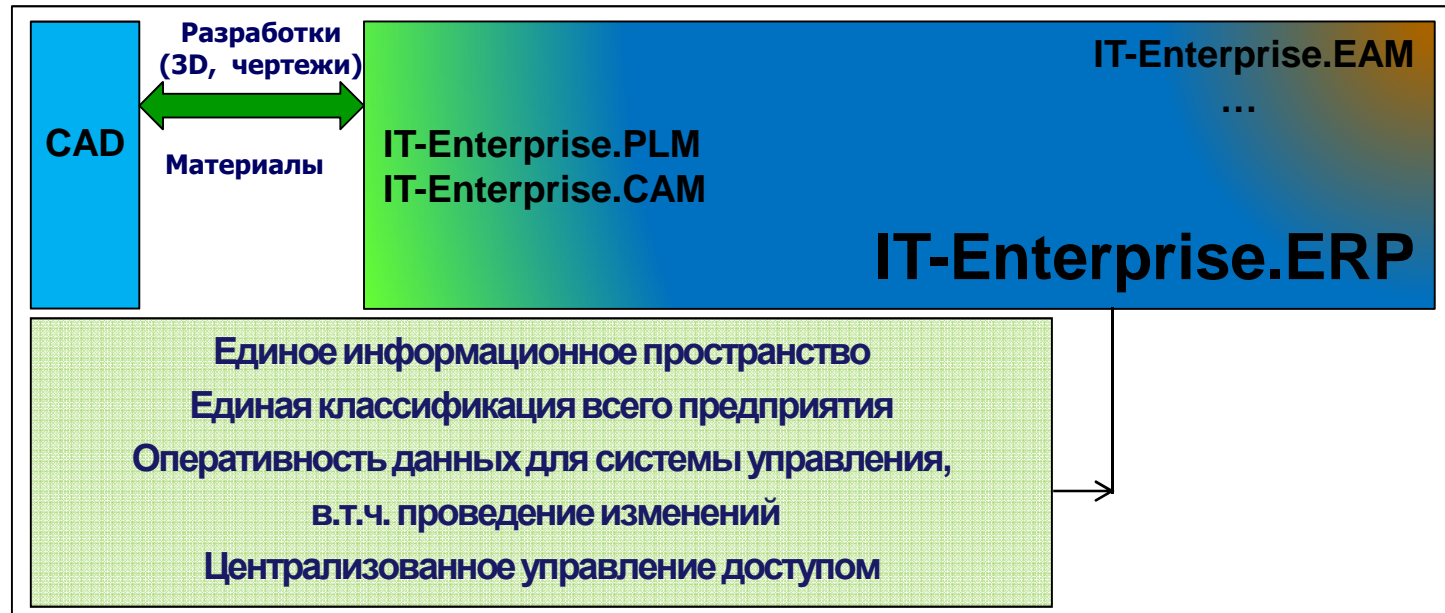 Разработки
(3D, чертежи)
CAD
Материалы
IT-Enterprise.EAM
...
IT-Enterprise.PLM
IT-Enterprise.CAM
IT-Enterprise.ERP
Единое информационное пространство
Единая классификация всего предприятия
Оперативность данных для системы управления,
в.т.ч. проведение изменений
Централизованное управление доступом